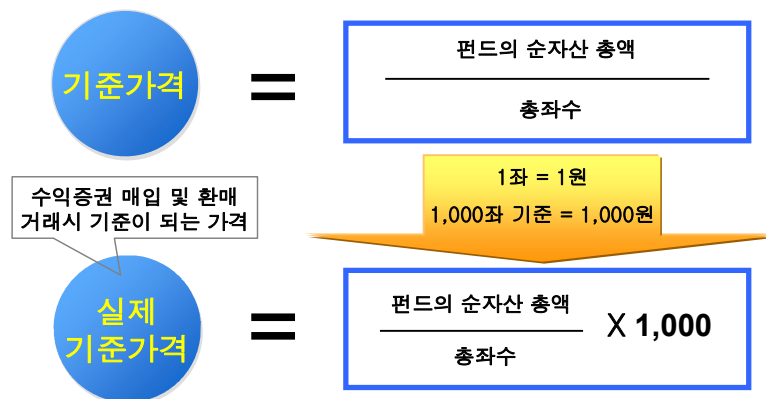 기준가격
=
펀드의 순자산 총액
총좌수
1좌 = 1원
1,000좌 기준 = 1,000원
수익증권 매입 및 환매
거래시 기준이 되는 가격
실제
기준가격
=
펀드의 순자산 총액
총좌수
X 1,000